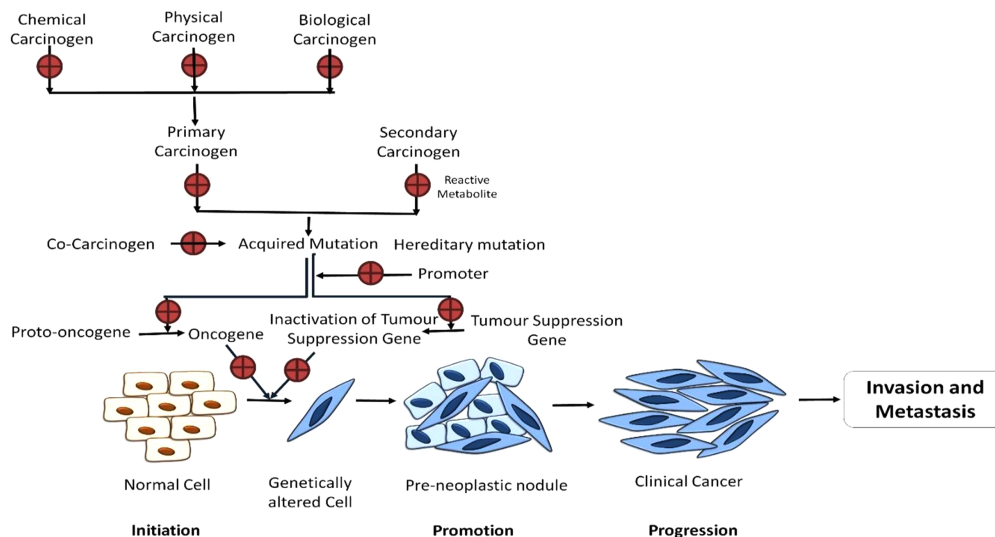 Chemical
Carcinogen
Physical
Carcinogen
Biological
Carcinogen
Primary
Carcinogen
Secondary
Carcinogen
Reactive
Metabolite
Co-Carcinogen
Acquired Mutation
Hereditary mutation
Promoter
Proto-oncogene
Oncogene
Inactivation of Tumour
Suppression Gene
Tumour Suppression
Gene
Invasion and
Metastasis
Normal Cell
Genetically
altered Cell
Pre-neoplastic nodule
Clinical Cancer
Initiation
Promotion
Progression